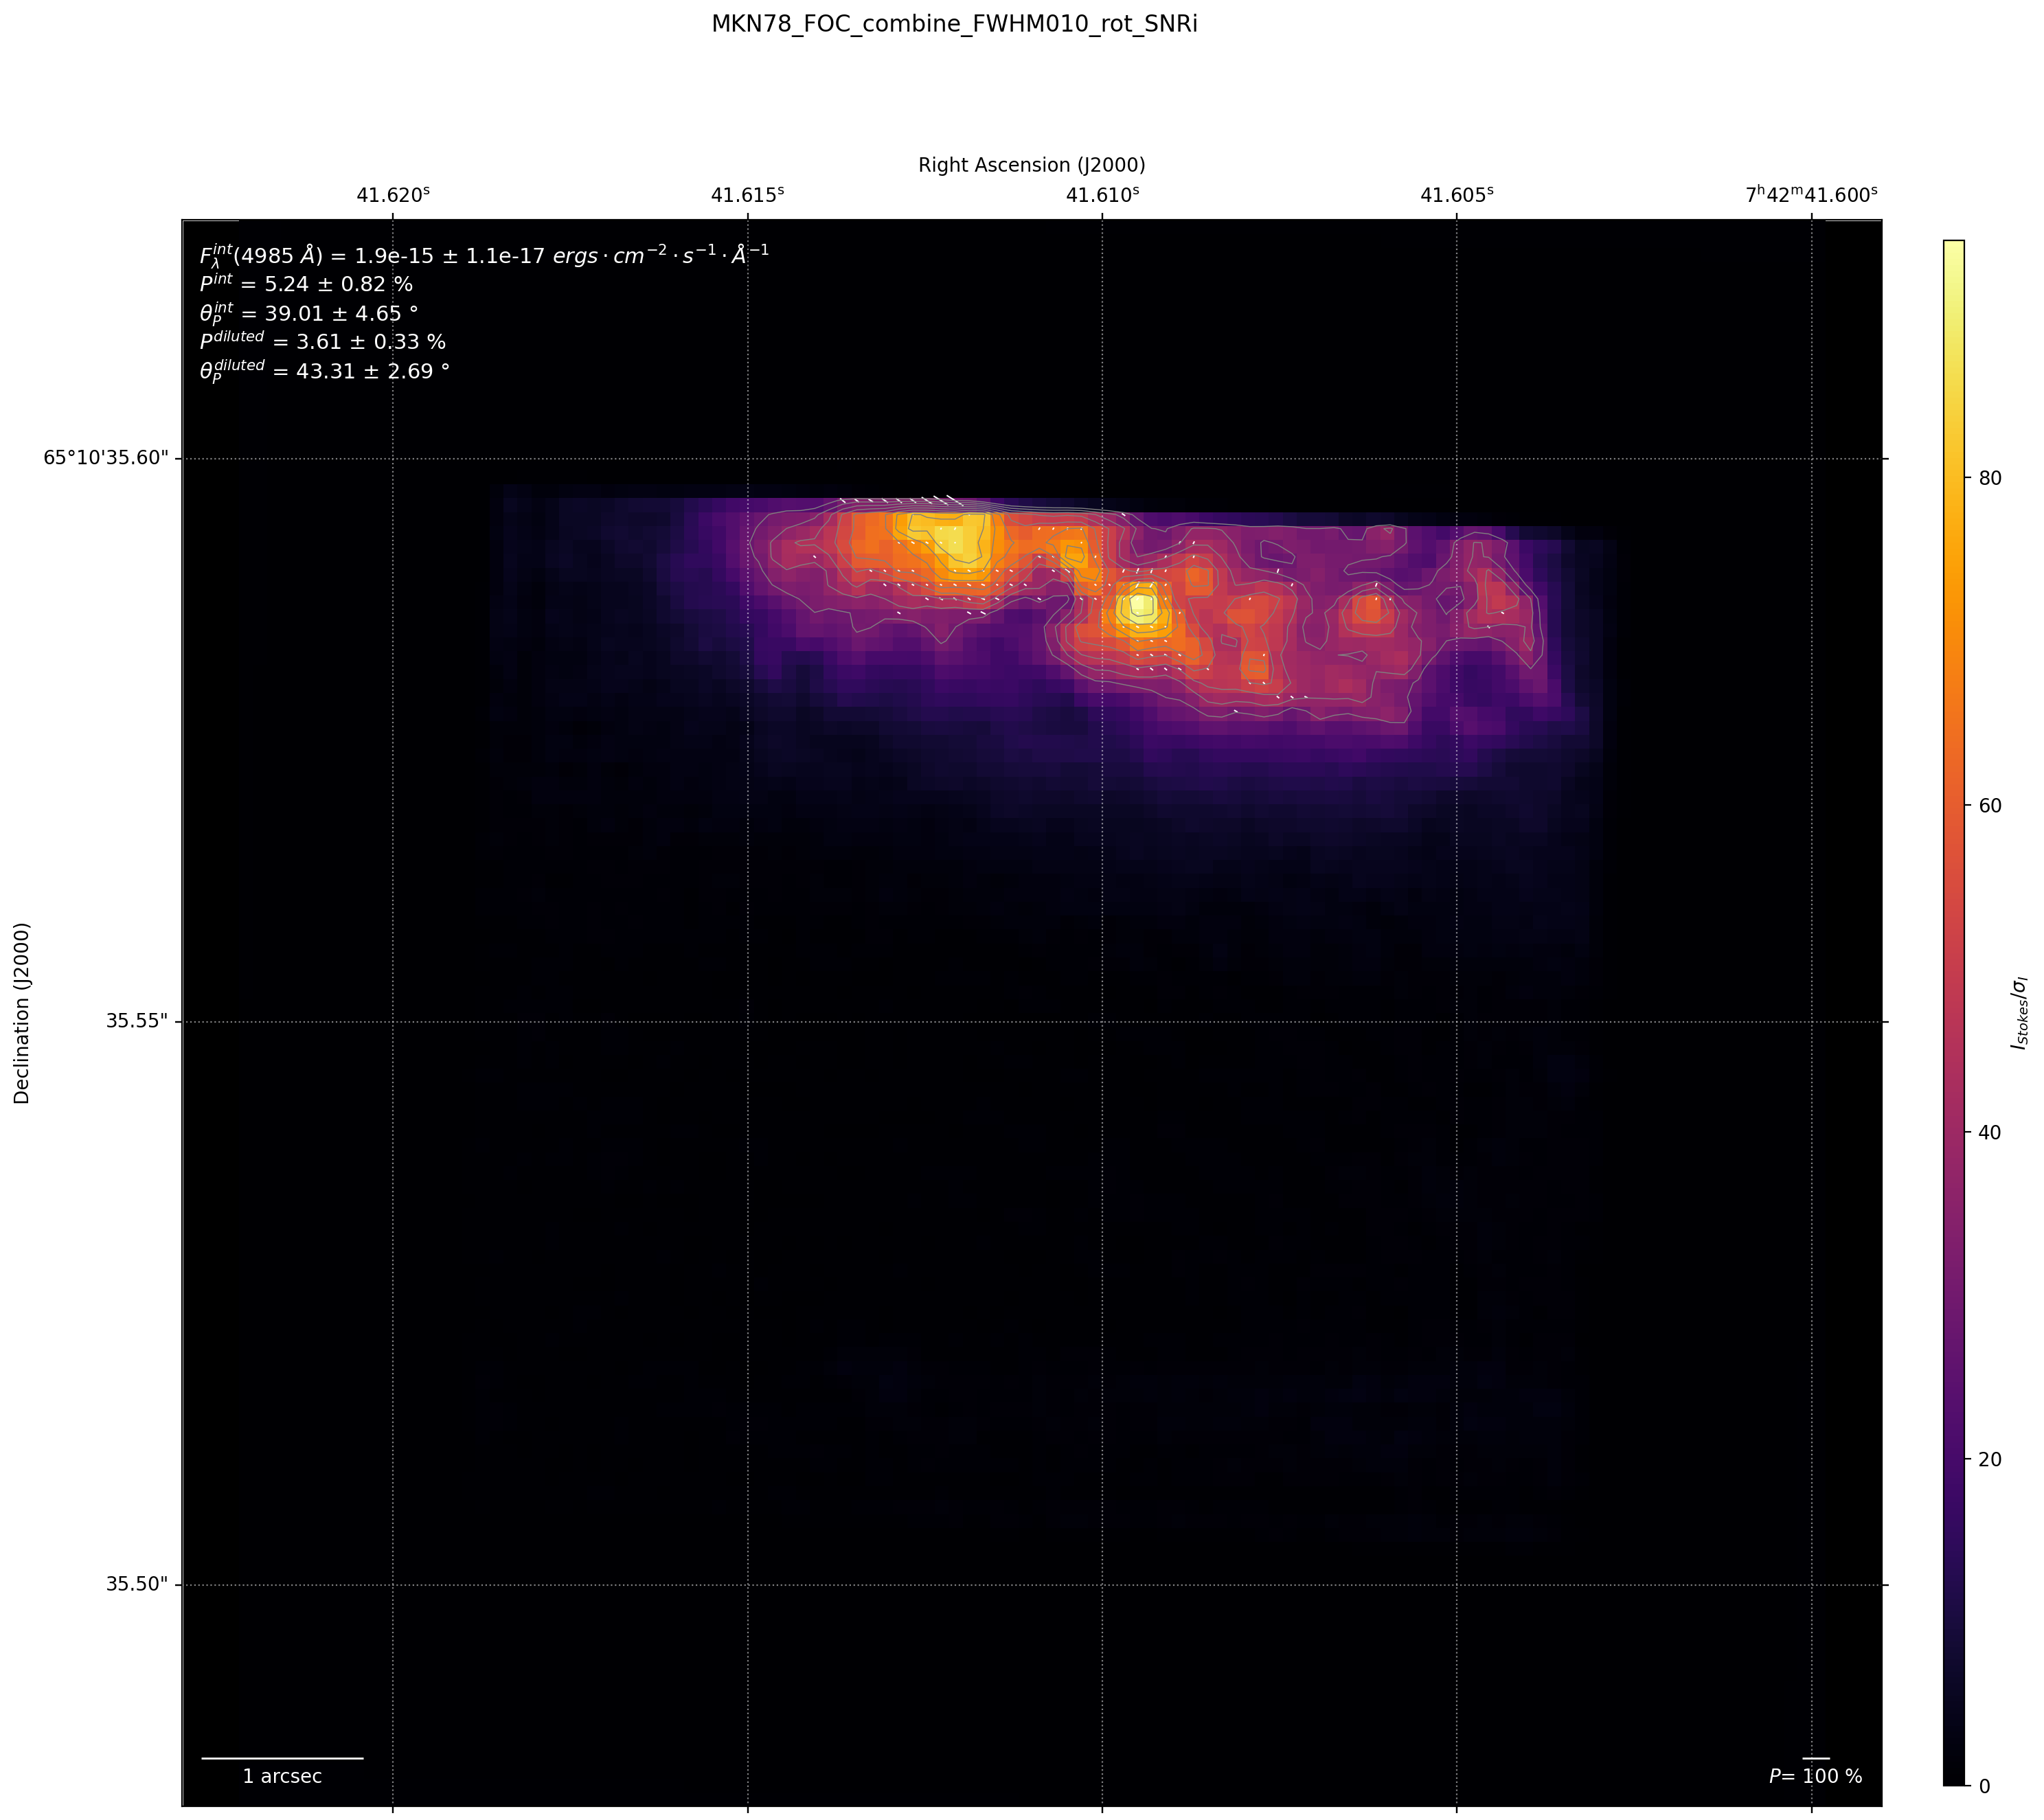 MKN78_FOC_combine_FWHM010_rot_SNRi
Right Ascension (J2000)
41.620ˢ 41.615ˢ 41.610ˢ 41.605ˢ 7ʰ42ᵐ41.600ˢ
F_λ^int(4985 Å) = 1.9e-15 ± 1.1e-17 ergs · cm⁻² · s⁻¹ · Å⁻¹
P^int = 5.24 ± 0.82 %
θ_P^int = 39.01 ± 4.65 °
P^diluted = 3.61 ± 0.33 %
θ_P^diluted = 43.31 ± 2.69 °
65°10'35.60"
35.55"
35.50"
Declination (J2000)
80
60
40
20
0
I_Stokes/σ_I
1 arcsec
P= 100 %